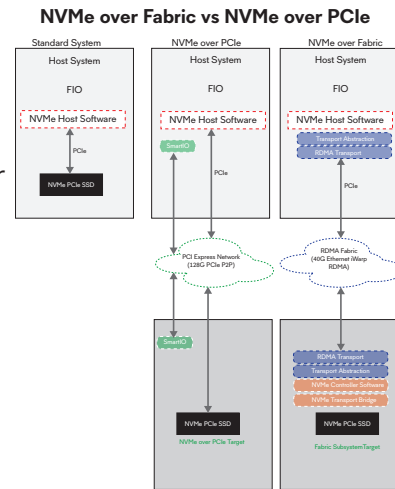 NVMe over Fabric vs NVMe over PCIe
Standard System
Host System
FIO
NVMe Host Software
PCIe
NVMe PCIe SSD
NVMe over PCIe
Host System
FIO
NVMe Host Software
SmartIO
PCIe
PCI Express Network
(128G PCIe P2P)
SmartIO
NVMe PCIe SSD
NVMe over PCIe Target
NVMe over Fabric
Host System
FIO
NVMe Host Software
Transport Abstraction
RDMA Transport
PCIe
RDMA Fabric
(40G Ethernet iWarp
RDMA)
RDMA Transport
Transport Abstraction
NVMe Controller Software
NVMe Transport Bridge
NVMe PCIe SSD
Fabric SubsystemTarget